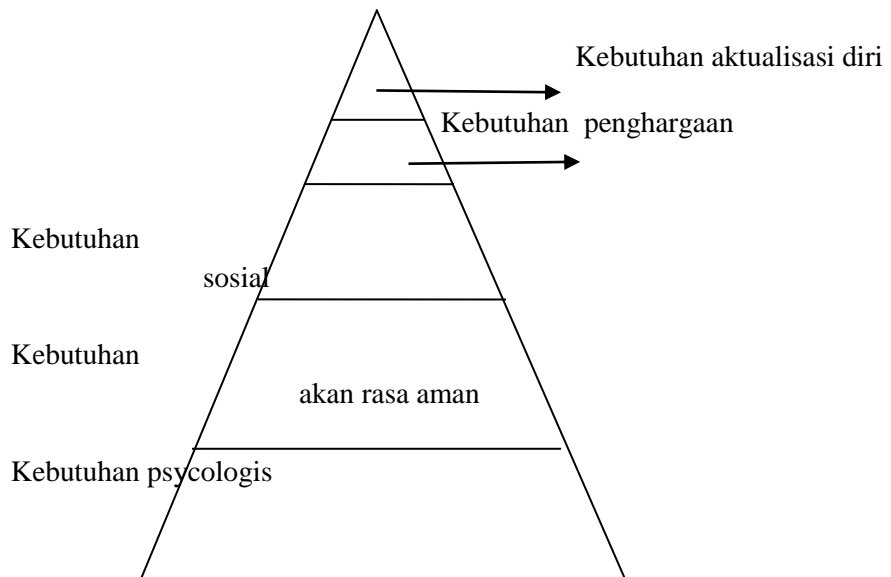 Kebutuhan aktualisasi diri
Kebutuhan penghargaan
Kebutuhan
sosial
Kebutuhan
akan rasa aman
Kebutuhan psycologis